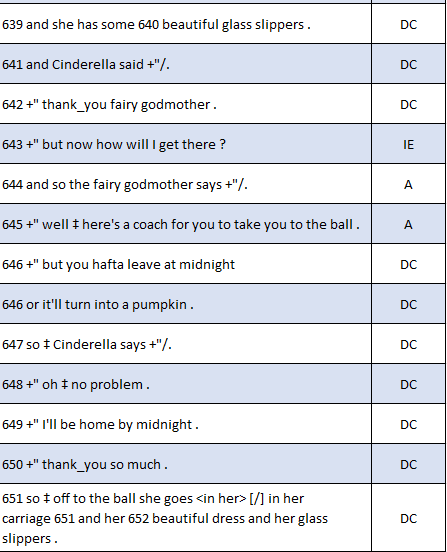 639 and she has some 640 beautiful glass slippers . DC
641 and Cinderella said +"/. DC
642 +" thank_you fairy godmother . DC
643 +" but now how will I get there ? IE
644 and so the fairy godmother says +"/. A
645 +" well ‡ here's a coach for you to take you to the ball . A
646 +" but you hafta leave at midnight DC
646 or it'll turn into a pumpkin . DC
647 so ‡ Cinderella says +"/. DC
648 +" oh ‡ no problem . DC
649 +" I'll be home by midnight . DC
650 +" thank_you so much . DC
651 so ‡ off to the ball she goes <in her> [/] in her
carriage 651 and her 652 beautiful dress and her glass DC
slippers .